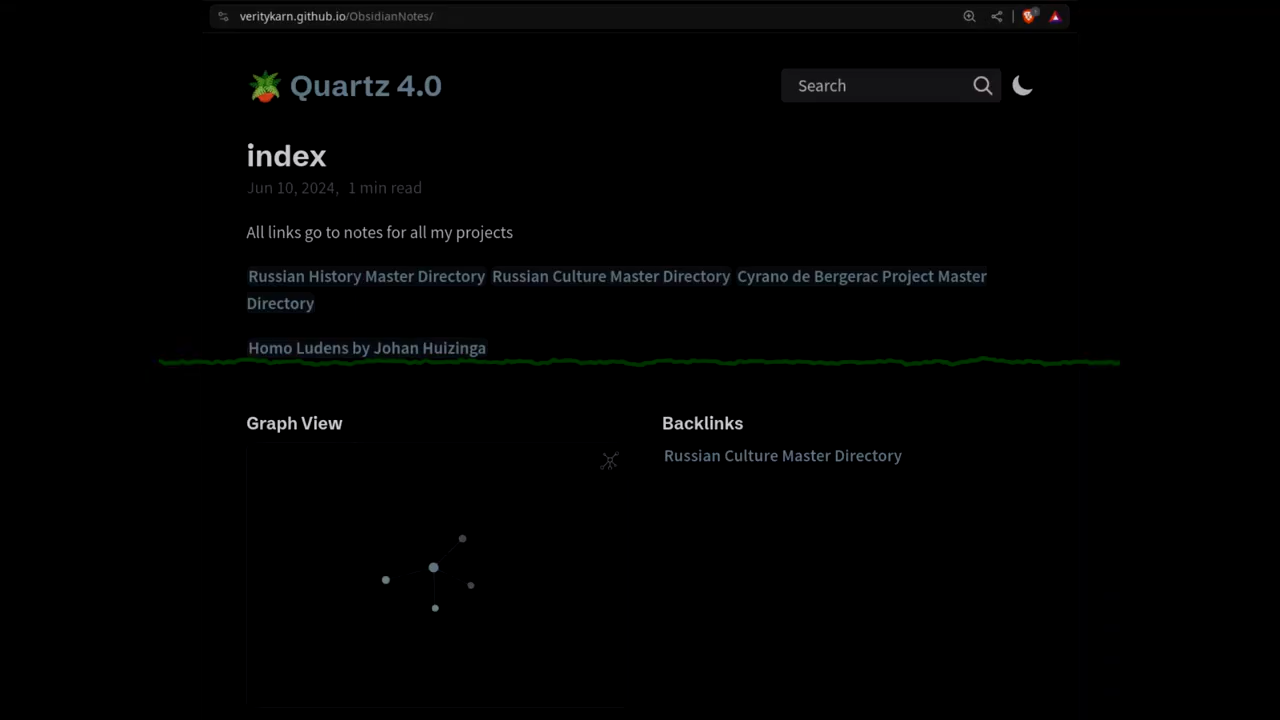 veritykarn.github.io/ObsidianNotes/
Quartz 4.0
Search
index
Jun 10, 2024, 1 min read
All links go to notes for all my projects
Russian History Master Directory Russian Culture Master Directory Cyrano de Bergerac Project Master
Directory
Homo Ludens by Johan Huizinga
Graph View
Backlinks
Russian Culture Master Directory